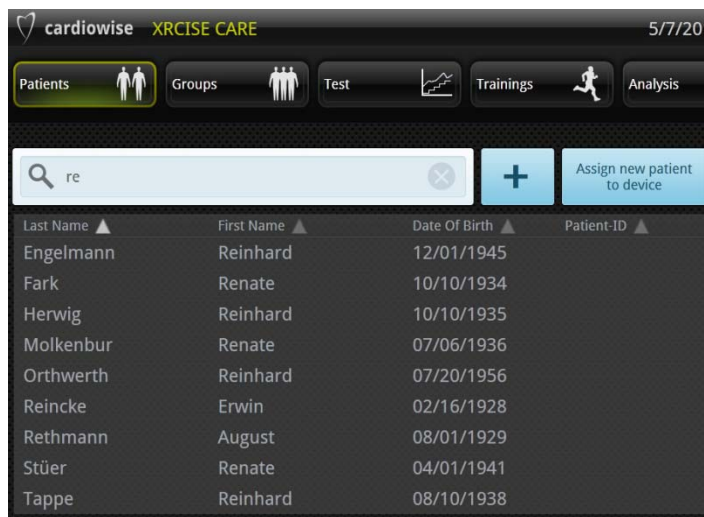 cardiowise XRCISE CARE 5/7/20
Patients Groups Test Trainings Analysis
re + Assign new patient
to device
Last Name First Name Date Of Birth Patient-ID
Engelmann Reinhard 12/01/1945
Fark Renate 10/10/1934
Herwig Reinhard 10/10/1935
Molkenbur Renate 07/06/1936
Orthwerth Reinhard 07/20/1956
Reincke Erwin 02/16/1928
Rethmann August 08/01/1929
Stüer Renate 04/01/1941
Tappe Reinhard 08/10/1938